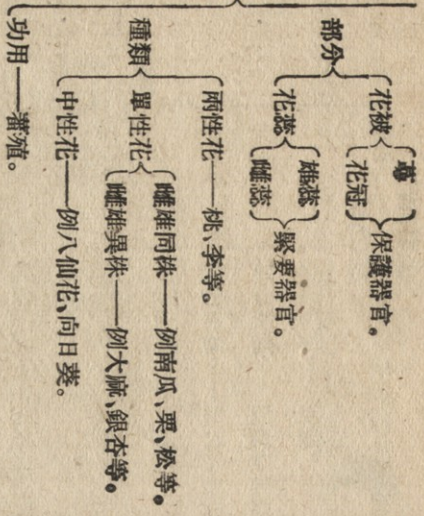 部分
花被
萼
花冠
保護器官。
花蕊
雄蕊
雌蕊
緊要器官。
種類
兩性花——桃、李等。
單性花
雌雄同株——例南瓜、栗、松等。
雌雄異株——例大麻、銀杏等。
中性花——例八仙花、向日葵。
功用——蕃殖。